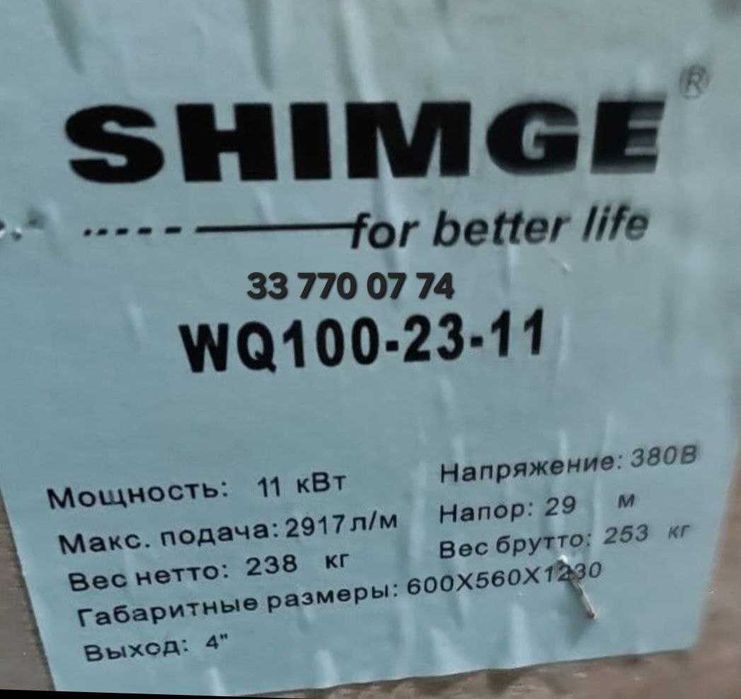 SHIMGE®
for better life
33 770 07 74
WQ100-23-11
Мощность: 11 кВт Напряжение: 380В
Макс. подача: 2917л/м Напор: 29 м
Вес нетто: 238 кг Вес брутто: 253 кг
Габаритные размеры: 600X560X1230
Выход: 4"